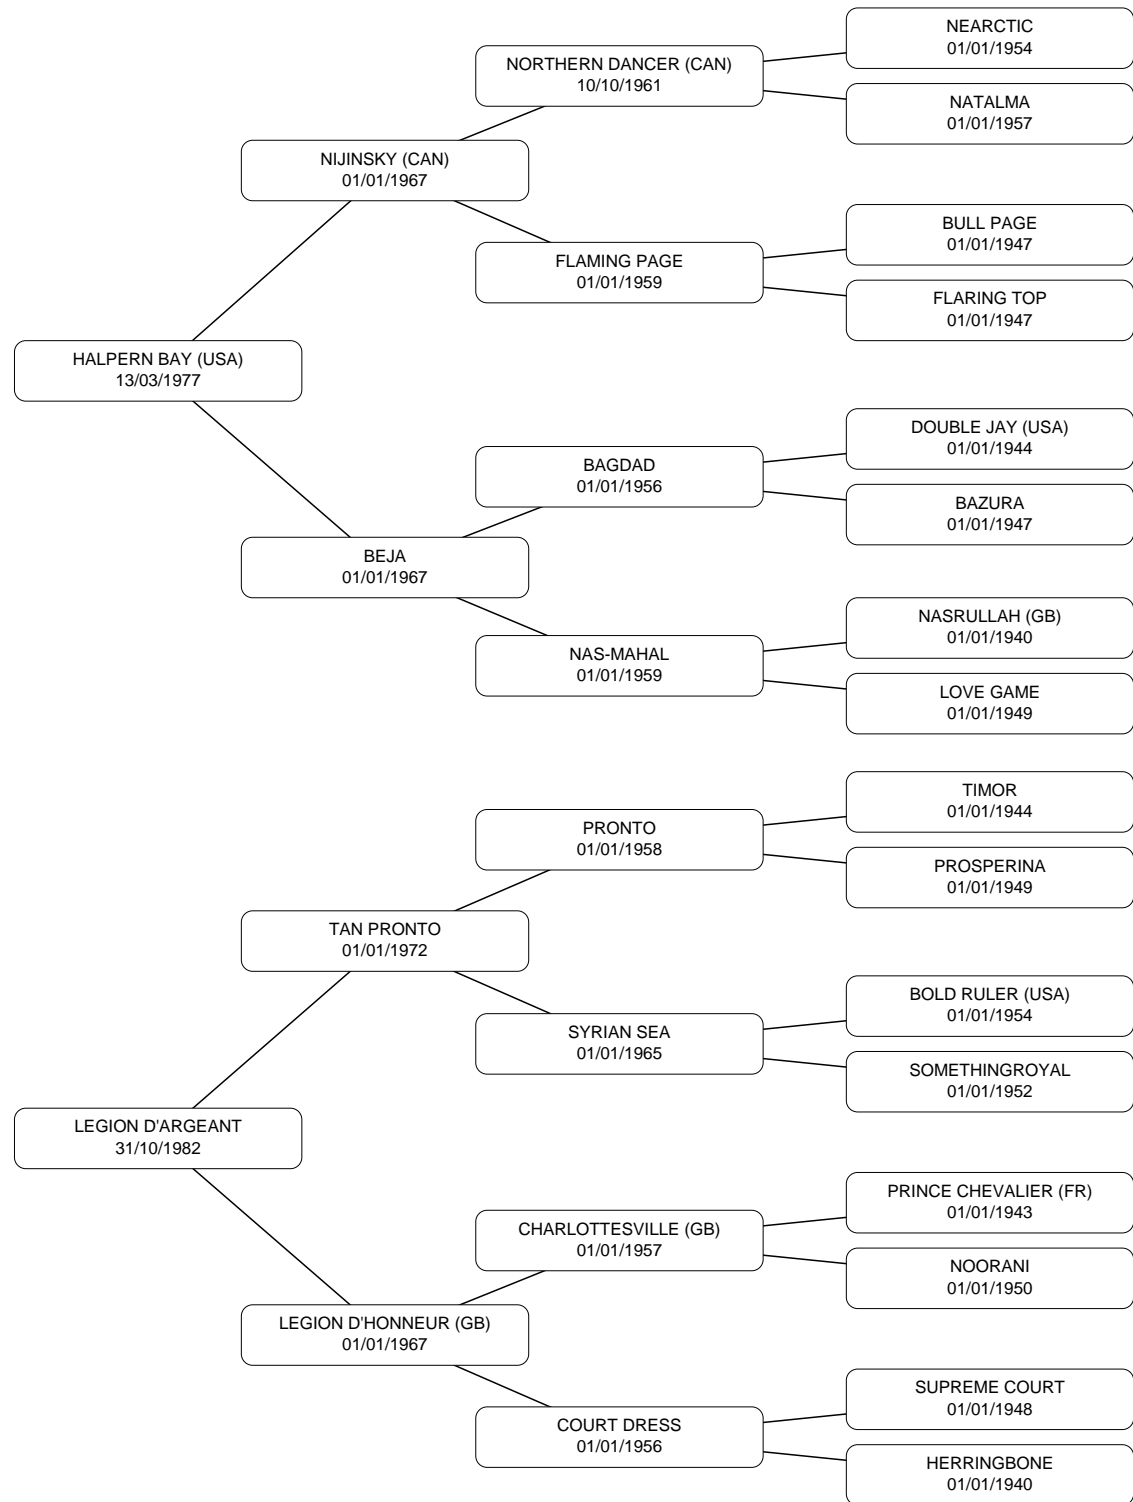 NEARCTIC
01/01/1954
NORTHERN DANCER (CAN)
10/10/1961
NATALMA
01/01/1957
NIJINSKY (CAN)
01/01/1967
BULL PAGE
01/01/1947
FLAMING PAGE
01/01/1959
FLARING TOP
01/01/1947
HALPERN BAY (USA)
13/03/1977
DOUBLE JAY (USA)
01/01/1944
BAGDAD
01/01/1956
BAZURA
01/01/1947
BEJA
01/01/1967
NASRULLAH (GB)
01/01/1940
NAS-MAHAL
01/01/1959
LOVE GAME
01/01/1949
TIMOR
01/01/1944
PRONTO
01/01/1958
PROSPERINA
01/01/1949
TAN PRONTO
01/01/1972
BOLD RULER (USA)
01/01/1954
SYRIAN SEA
01/01/1965
SOMETHINGROYAL
01/01/1952
LEGION D'ARGEANT
31/10/1982
PRINCE CHEVALIER (FR)
01/01/1943
CHARLOTTESVILLE (GB)
01/01/1957
NOORANI
01/01/1950
LEGION D'HONNEUR (GB)
01/01/1967
SUPREME COURT
01/01/1948
COURT DRESS
01/01/1956
HERRINGBONE
01/01/1940